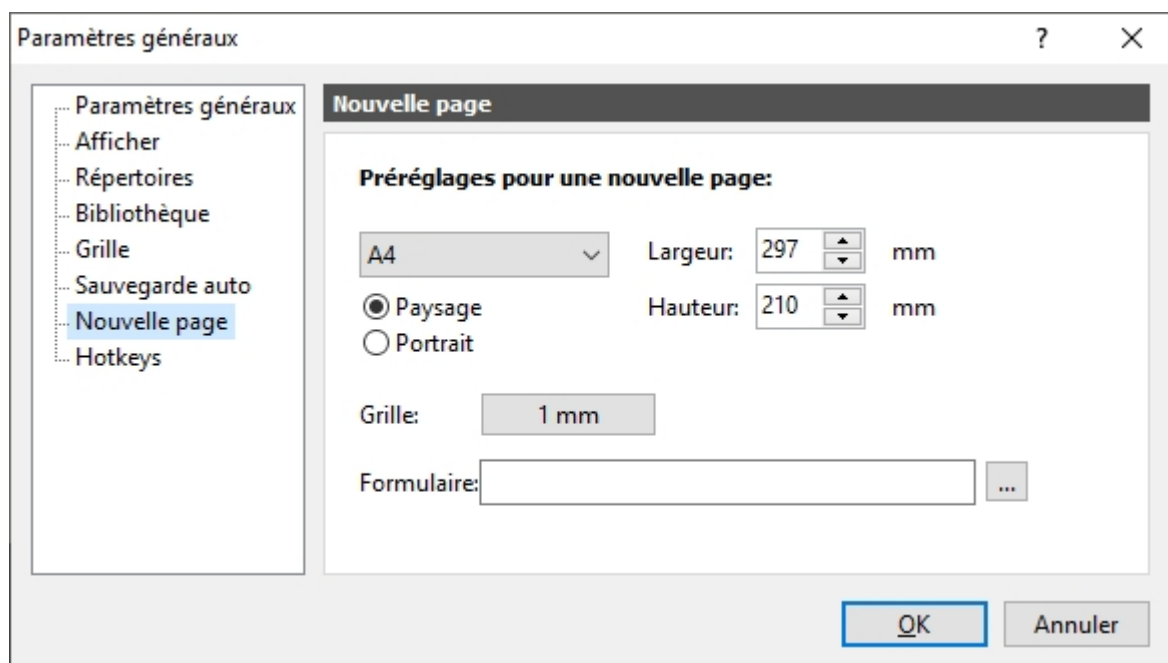 Paramètres généraux ?
Paramètres généraux
Afficher
Répertoires
Bibliothèque
Grille
Sauvegarde auto
Nouvelle page
Hotkeys
Nouvelle page
Préréglages pour une nouvelle page:
A4 Largeur: 297 mm
Paysage Hauteur: 210 mm
Portrait
Grille: 1 mm
Formulaire: ...
OK Annuler